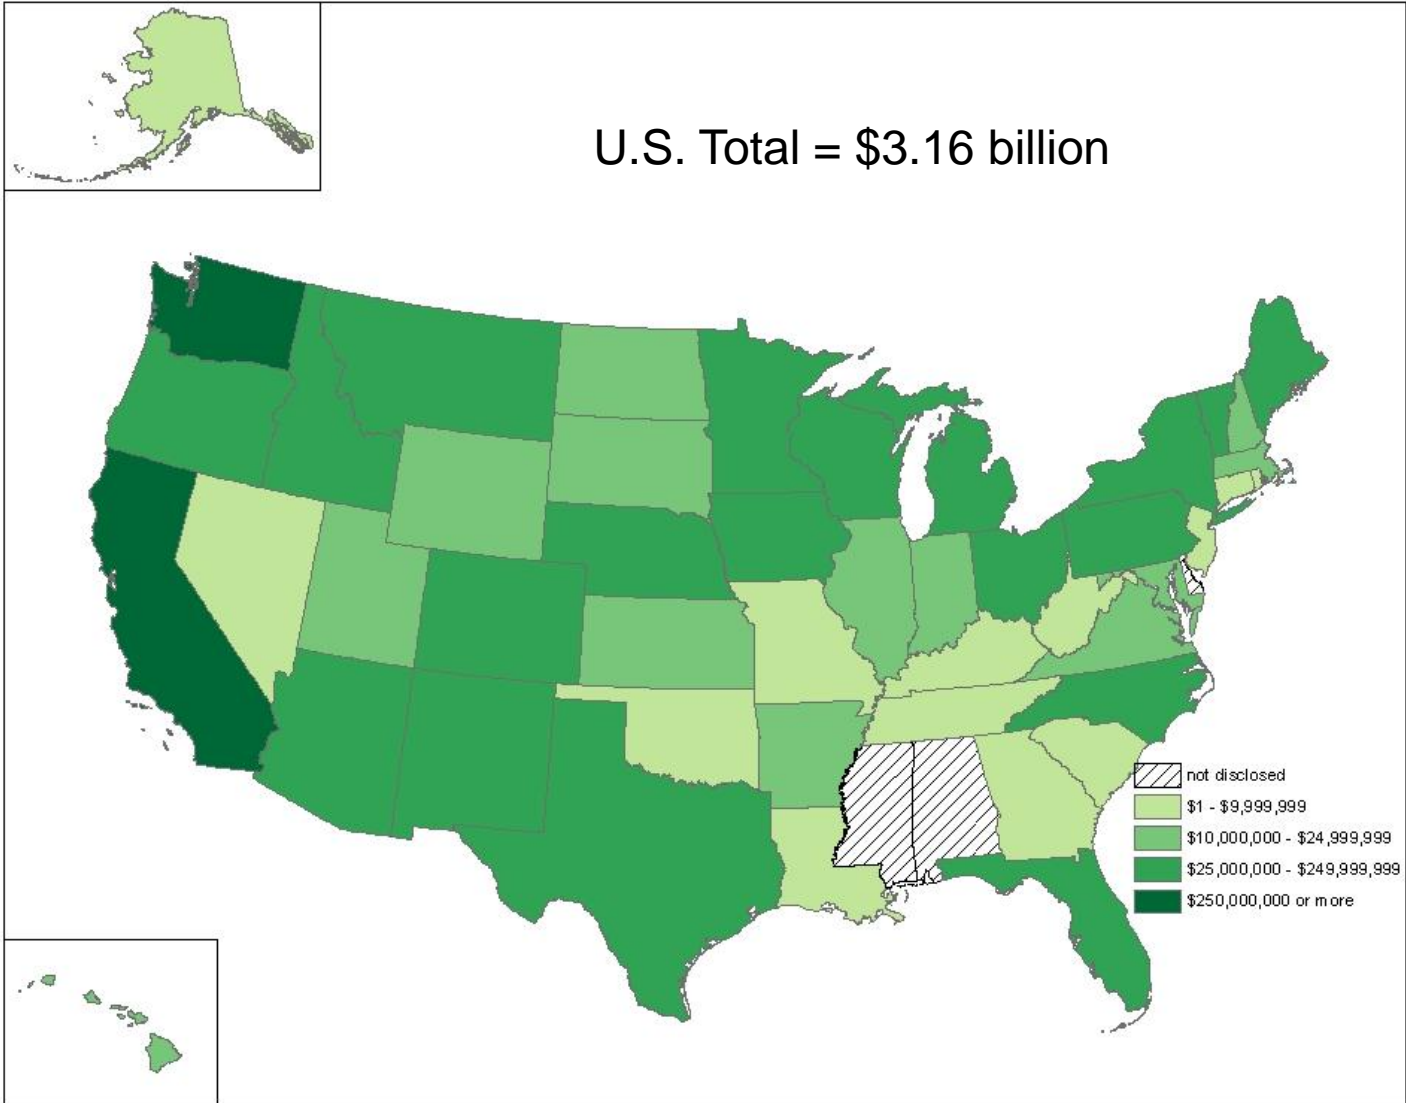 U.S. Total = $3.16 billion
not disclosed
$1 - $9,999,999
$10,000,000 - $24,999,999
$25,000,000 - $249,999,999
$250,000,000 or more